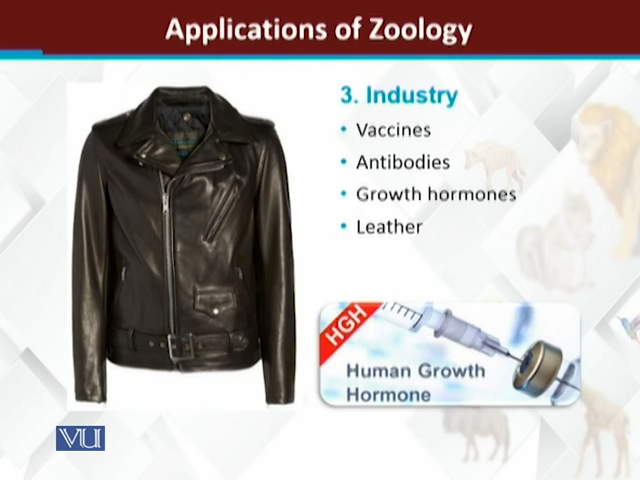 Applications of Zoology
3. Industry
• Vaccines
• Antibodies
• Growth hormones
• Leather
HGH
Human Growth
Hormone
VU